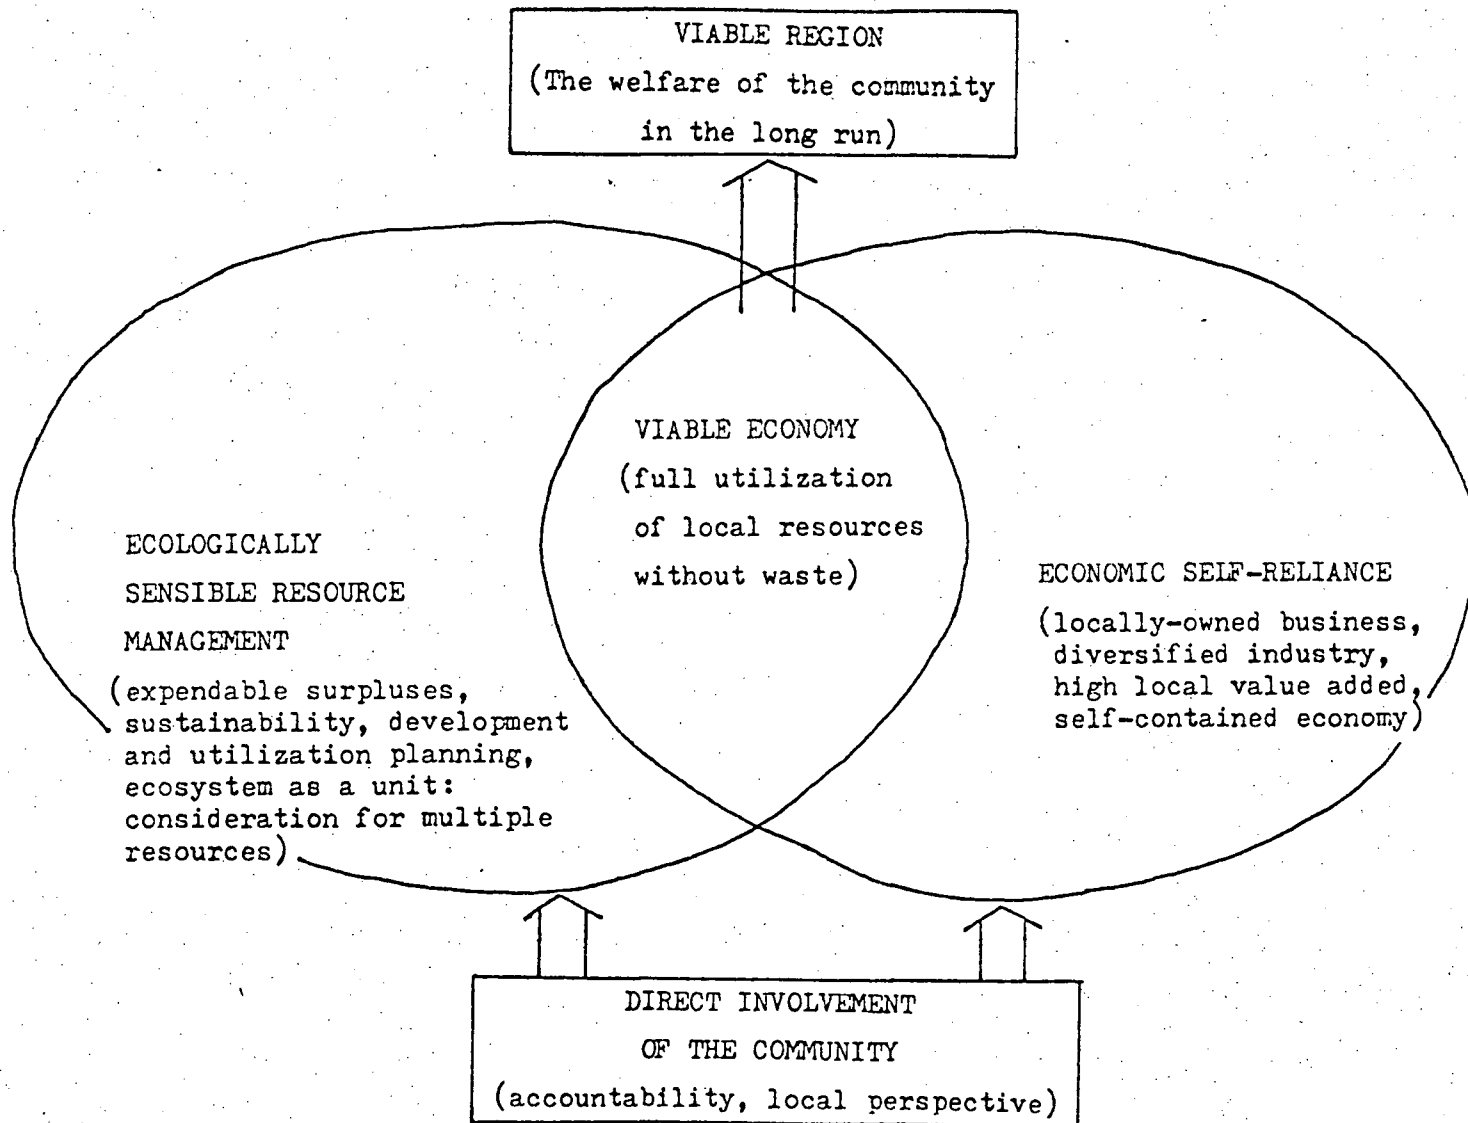 VIABLE REGION
(The welfare of the community
in the long run)
VIABLE ECONOMY
(full utilization
of local resources
without waste)
ECOLOGICALLY
SENSIBLE RESOURCE
MANAGEMENT
(expendable surpluses,
sustainability, development
and utilization planning,
ecosystem as a unit:
consideration for multiple
resources)
ECONOMIC SELF-RELIANCE
(locally-owned business,
diversified industry,
high local value added,
self-contained economy)
DIRECT INVOLVEMENT
OF THE COMMUNITY
(accountability, local perspective)